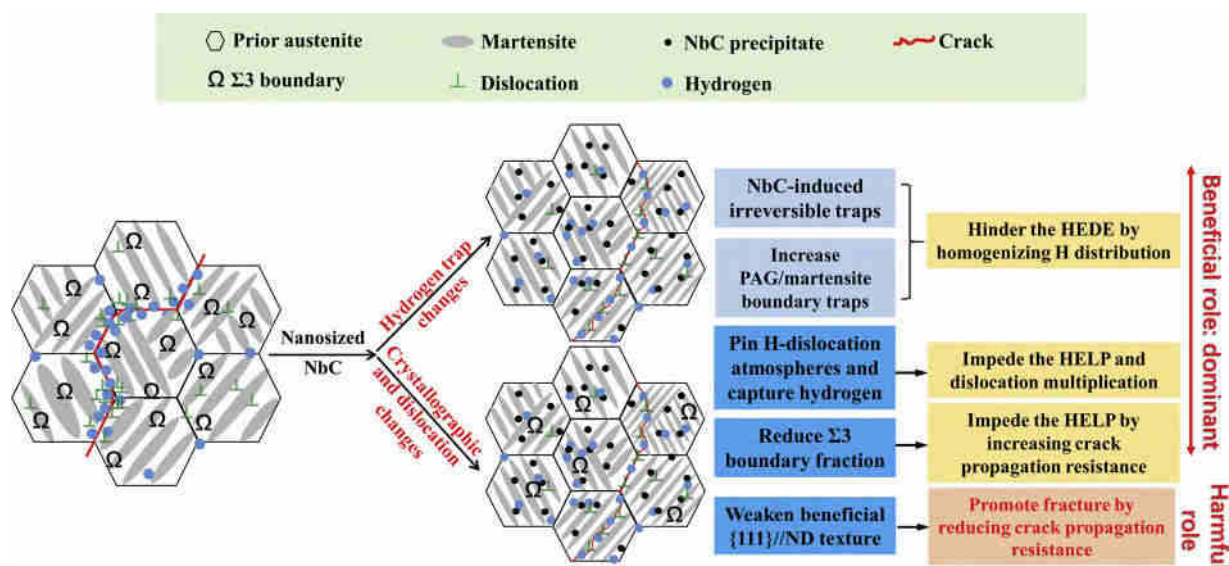 Prior austenite
Martensite
NbC precipitate
Crack
Ω Σ3 boundary
Dislocation
Hydrogen
Ω
Ω
Ω
Ω
Ω
Ω
Ω
Ω
Ω
Ω
Ω
Ω
Ω
Nanosized
NbC
Hydrogen trap
changes
Crystallographic
and dislocation
changes
Ω
Ω
Ω
Ω
Ω
NbC-induced
irreversible traps
Increase
PAG/martensite
boundary traps
Hinder the HEDE by
homogenizing H distribution
Pin H-dislocation
atmospheres and
capture hydrogen
Impede the HELP and
dislocation multiplication
Reduce Σ3
boundary fraction
Impede the HELP by
increasing crack
propagation resistance
Weaken beneficial
{111}//ND texture
Promote fracture by
reducing crack propagation
resistance
Beneficial role: dominant
Harmfu
role